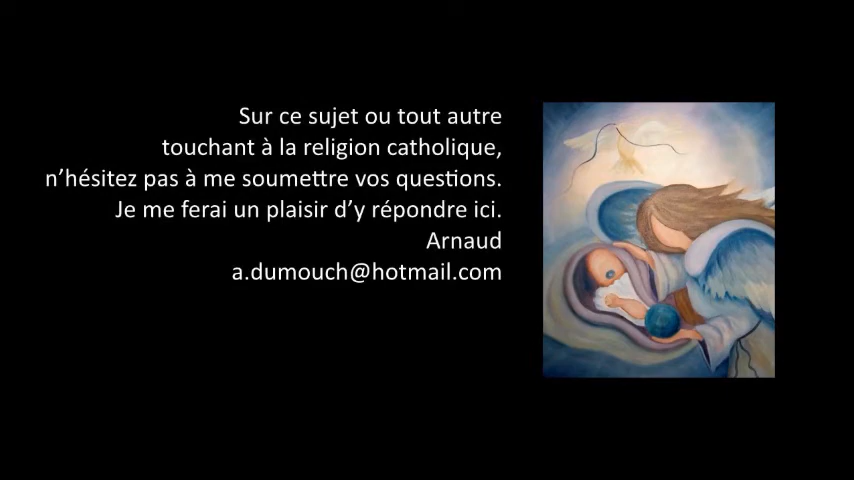 Sur ce sujet ou tout autre
touchant à la religion catholique,
n’hésitez pas à me soumettre vos questions.
Je me ferai un plaisir d’y répondre ici.
Arnaud
a.dumouch@hotmail.com